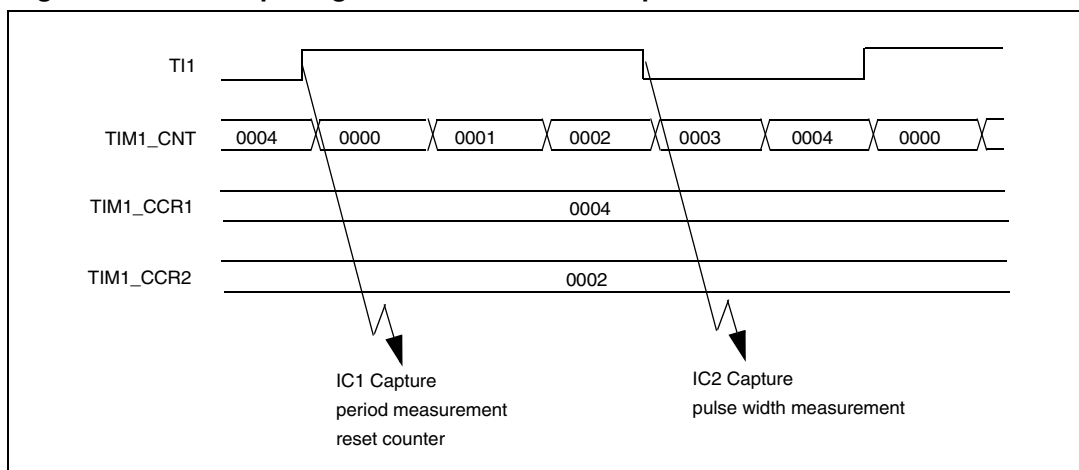 TI1
TIM1_CNT 0004 0000 0001 0002 0003 0004 0000
TIM1_CCR1 0004
TIM1_CCR2 0002
IC1 Capture
period measurement
reset counter
IC2 Capture
pulse width measurement